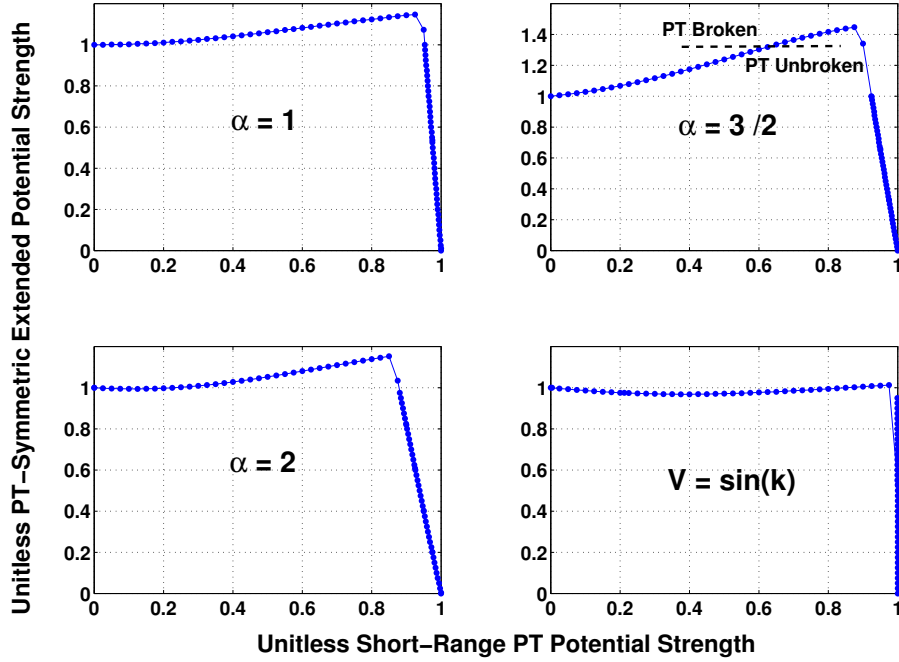 Unitless PT-Symmetric Extended Potential Strength
1
0.8
0.6
0.4
0.2
0
0 0.2 0.4 0.6 0.8 1
α = 1
1.4
1.2
1
0.8
0.6
0.4
0.2
0
0 0.2 0.4 0.6 0.8 1
PT Broken
PT Unbroken
α = 3 /2
1
0.8
0.6
0.4
0.2
0
0 0.2 0.4 0.6 0.8 1
α = 2
1
0.8
0.6
0.4
0.2
0
0 0.2 0.4 0.6 0.8 1
V = sin(k)
Unitless Short-Range PT Potential Strength